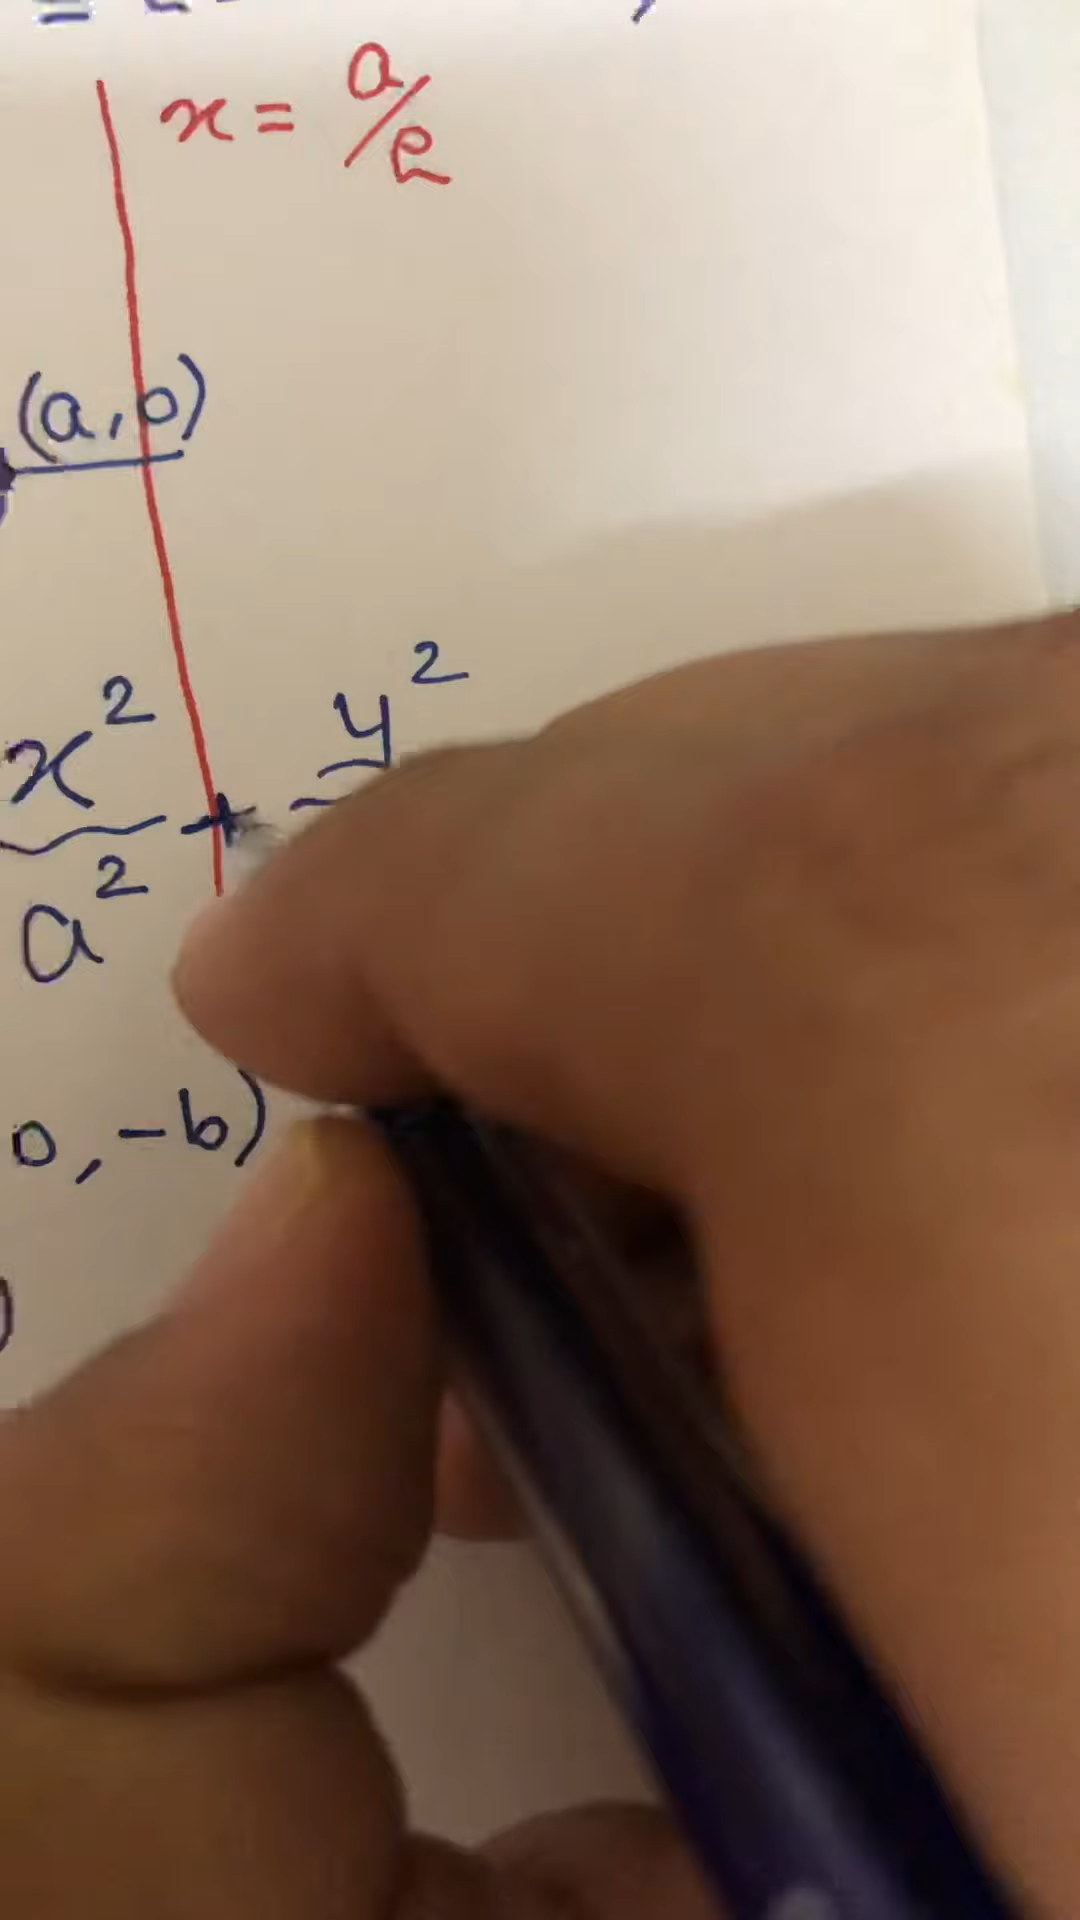 x = a/e
(a, 0)
x² / a² + y²
0, -b)
)